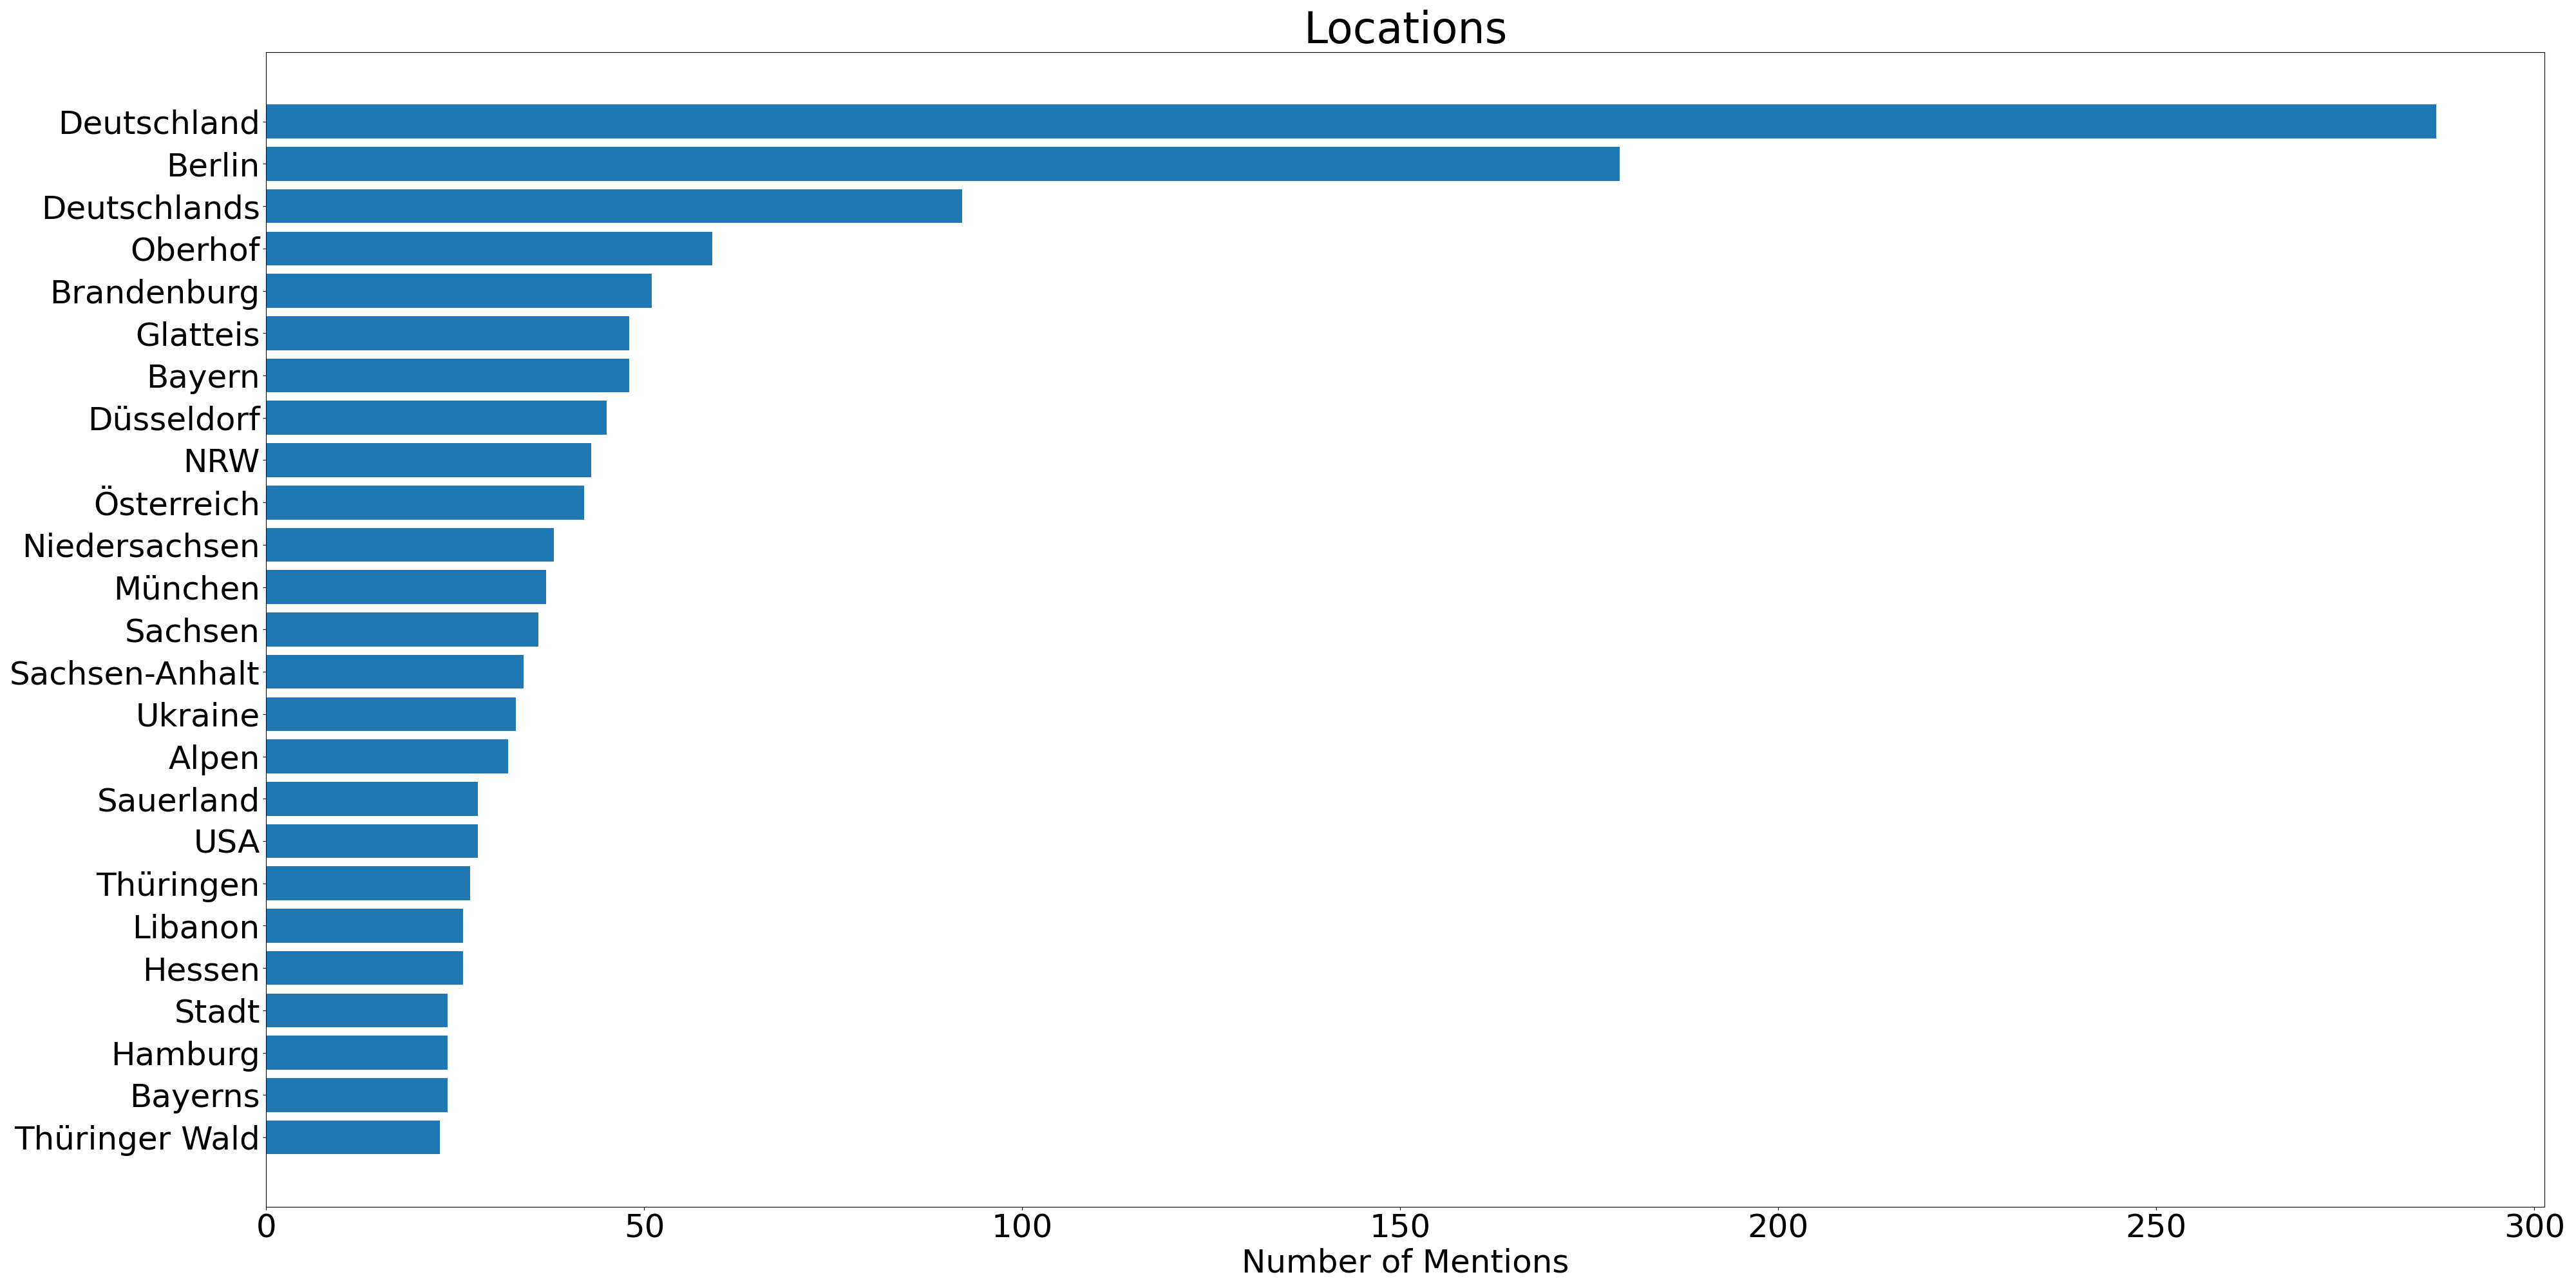 Locations
Deutschland
Berlin
Deutschlands
Oberhof
Brandenburg
Glatteis
Bayern
Düsseldorf
NRW
Österreich
Niedersachsen
München
Sachsen
Sachsen-Anhalt
Ukraine
Alpen
Sauerland
USA
Thüringen
Libanon
Hessen
Stadt
Hamburg
Bayerns
Thüringer Wald
0 50 100 150 200 250 300
Number of Mentions